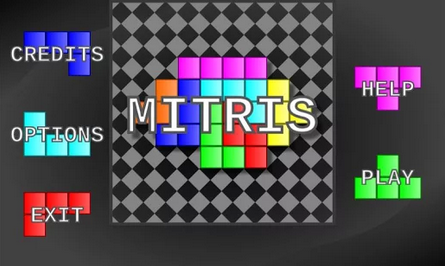 CREDITS
OPTIONS
EXIT
MITRIS
HELP
PLAY